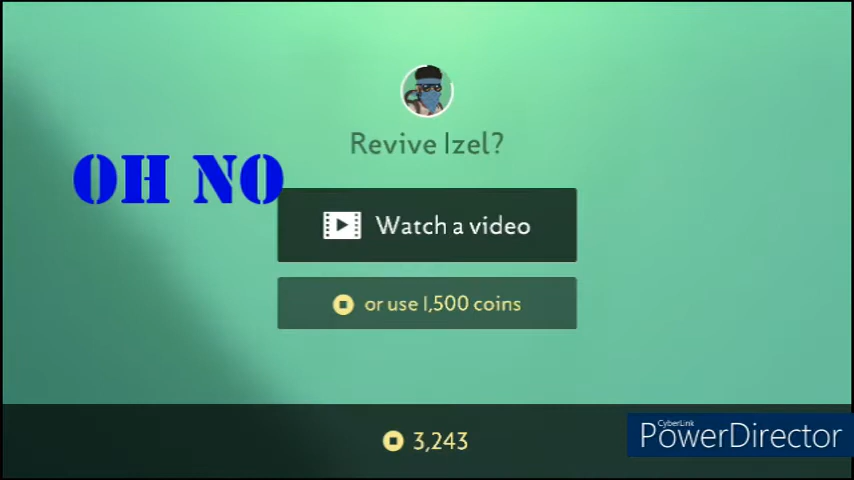 Revive Izel?
OH NO
Watch a video
or use 1,500 coins
3,243
CyberLink
PowerDirector